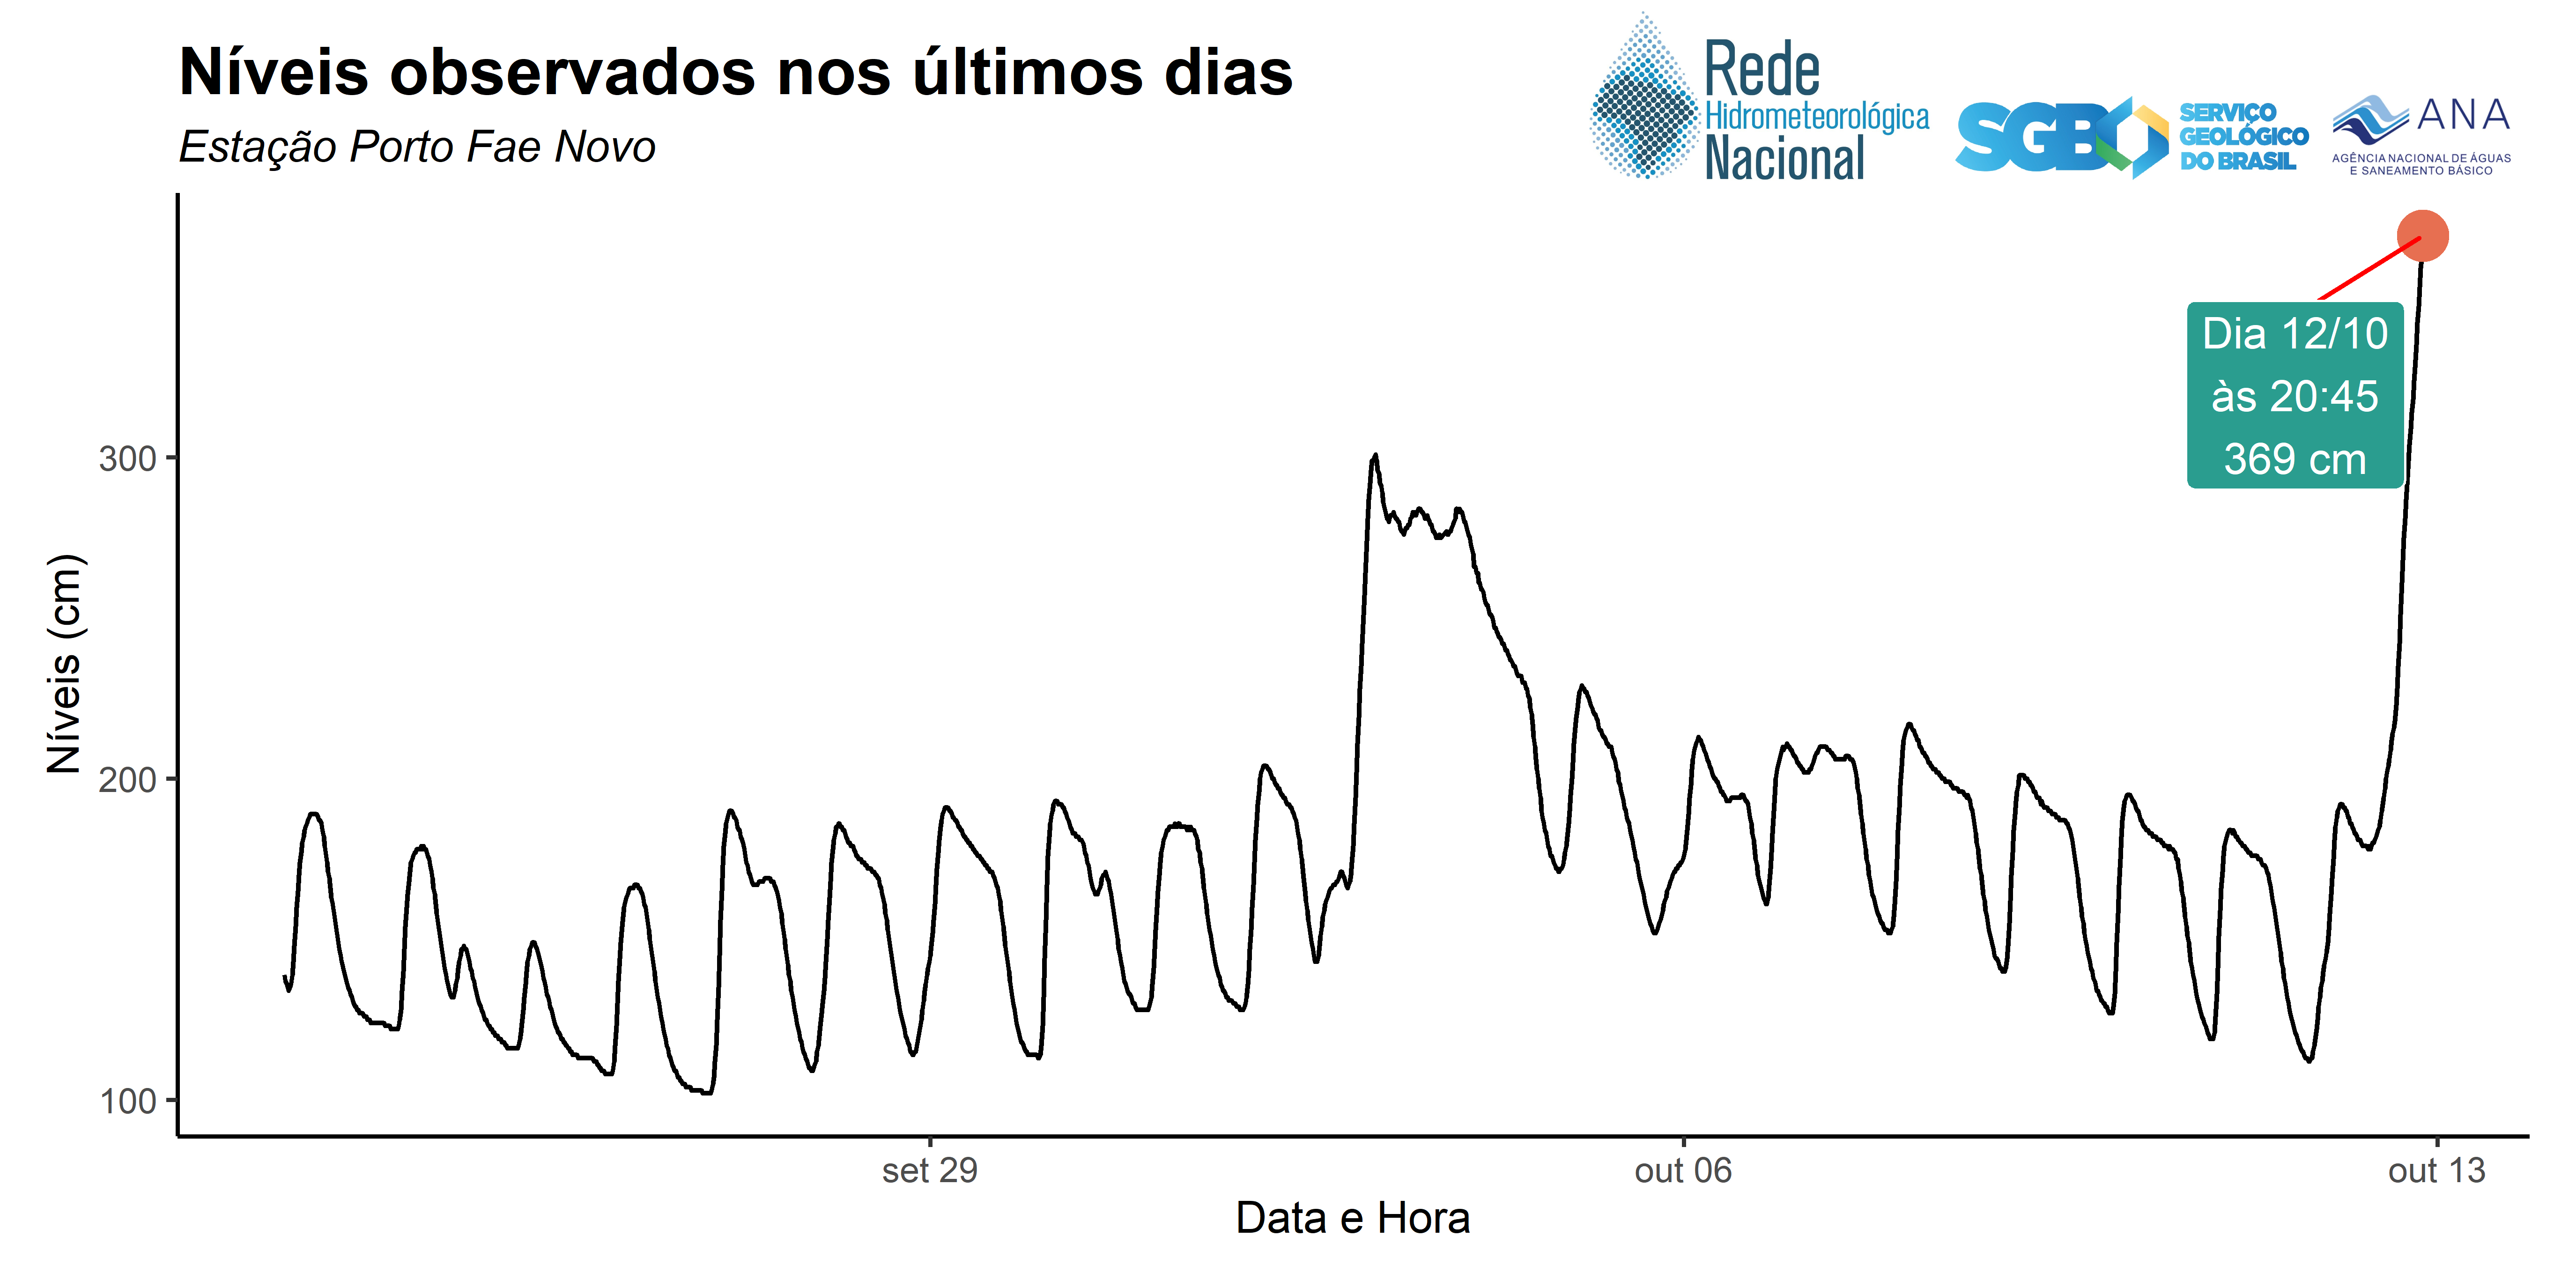 Níveis observados nos últimos dias
Estação Porto Fae Novo
Rede
Hidrometeorológica
Nacional
SGB
SERVIÇO
GEOLÓGICO
DO BRASIL
ANA
AGÊNCIA NACIONAL DE ÁGUAS
E SANEAMENTO BÁSICO
Dia 12/10
às 20:45
369 cm
Níveis (cm)
300
200
100
set 29
out 06
out 13
Data e Hora